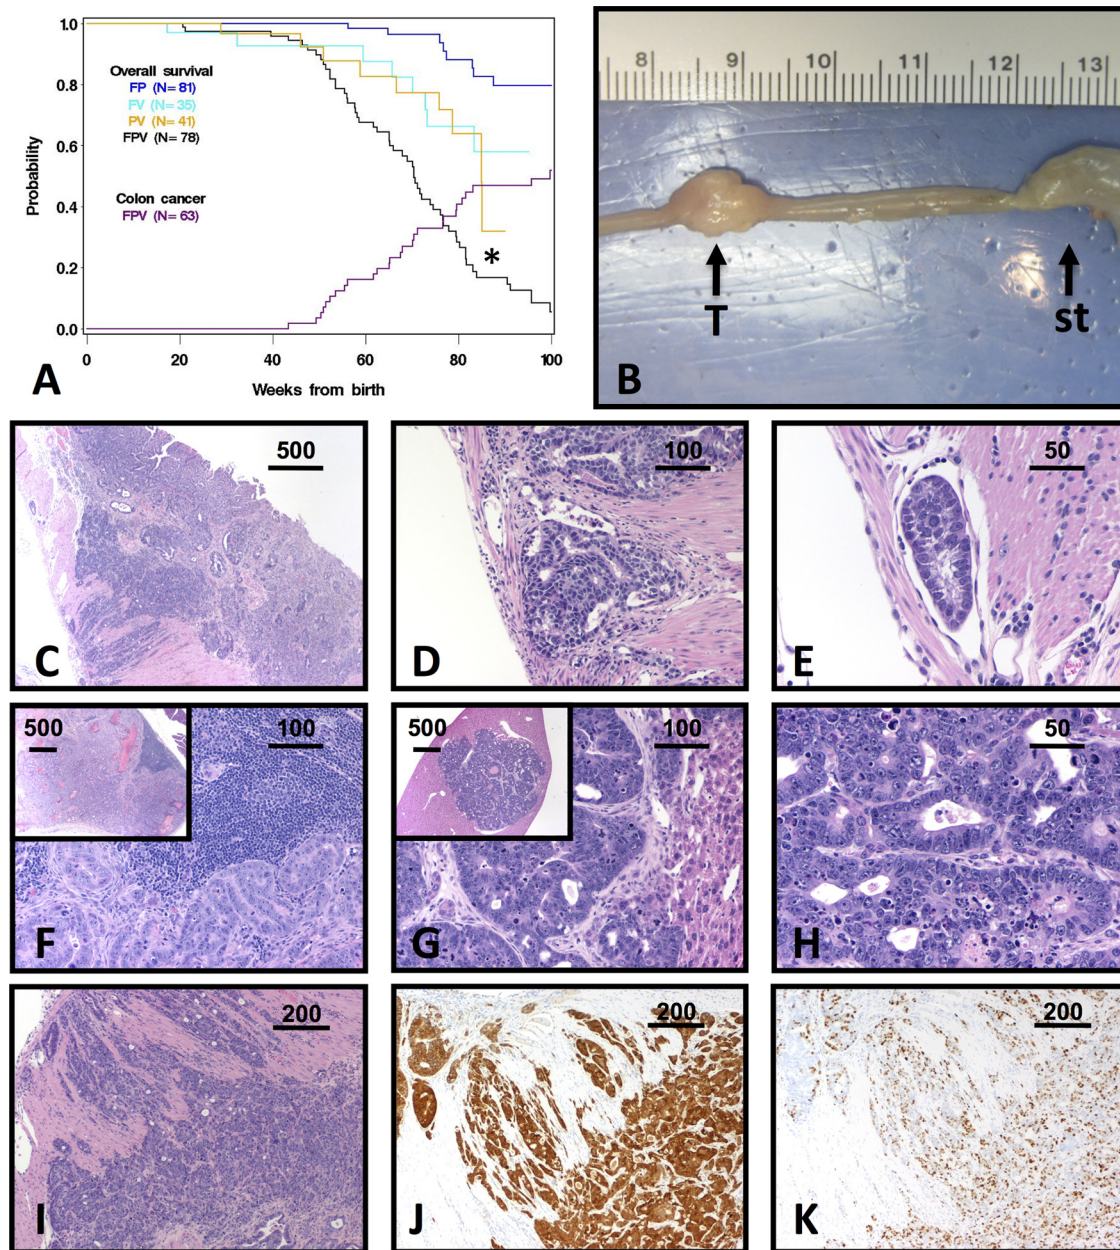 1.0
0.8
0.6
0.4
0.2
0.0
Probability
Overall survival
FP (N= 81)
FV (N= 35)
PV (N= 41)
FPV (N= 78)
Colon cancer
FPV (N= 63)
*
0 20 40 60 80 100
Weeks from birth
A
8 9 10 11 12 13
T
st
B
500
C
100
D
50
E
500
100
F
500
100
G
50
H
200
I
200
J
200
K